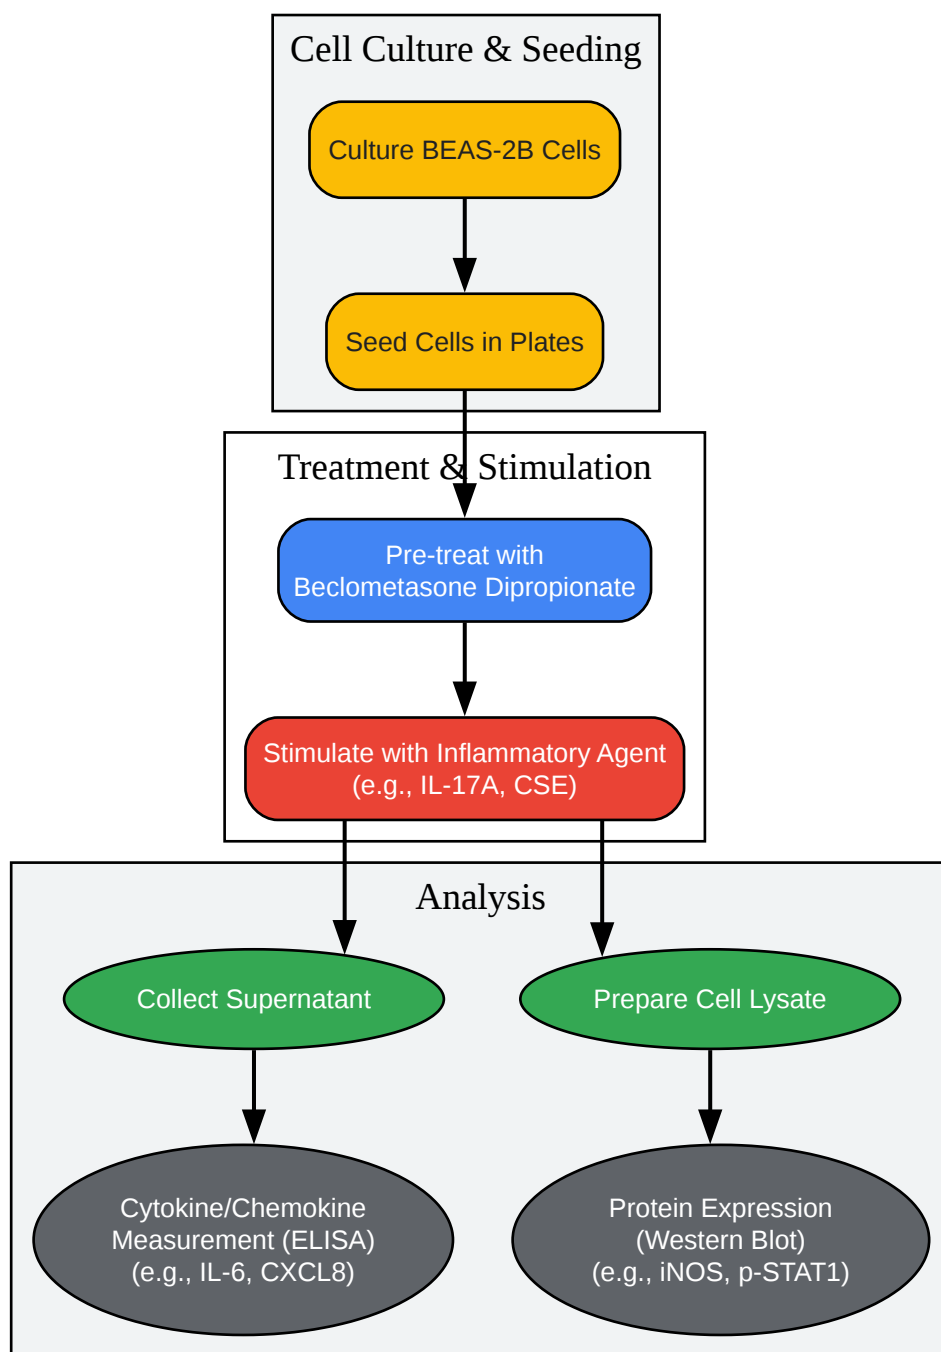 Cell Culture & Seeding
Culture BEAS-2B Cells
Seed Cells in Plates
Treatment & Stimulation
Pre-treat with
Beclometasone Dipropionate
Stimulate with Inflammatory Agent
(e.g., IL-17A, CSE)
Analysis
Collect Supernatant
Prepare Cell Lysate
Cytokine/Chemokine
Measurement (ELISA)
(e.g., IL-6, CXCL8)
Protein Expression
(Western Blot)
(e.g., iNOS, p-STAT1)